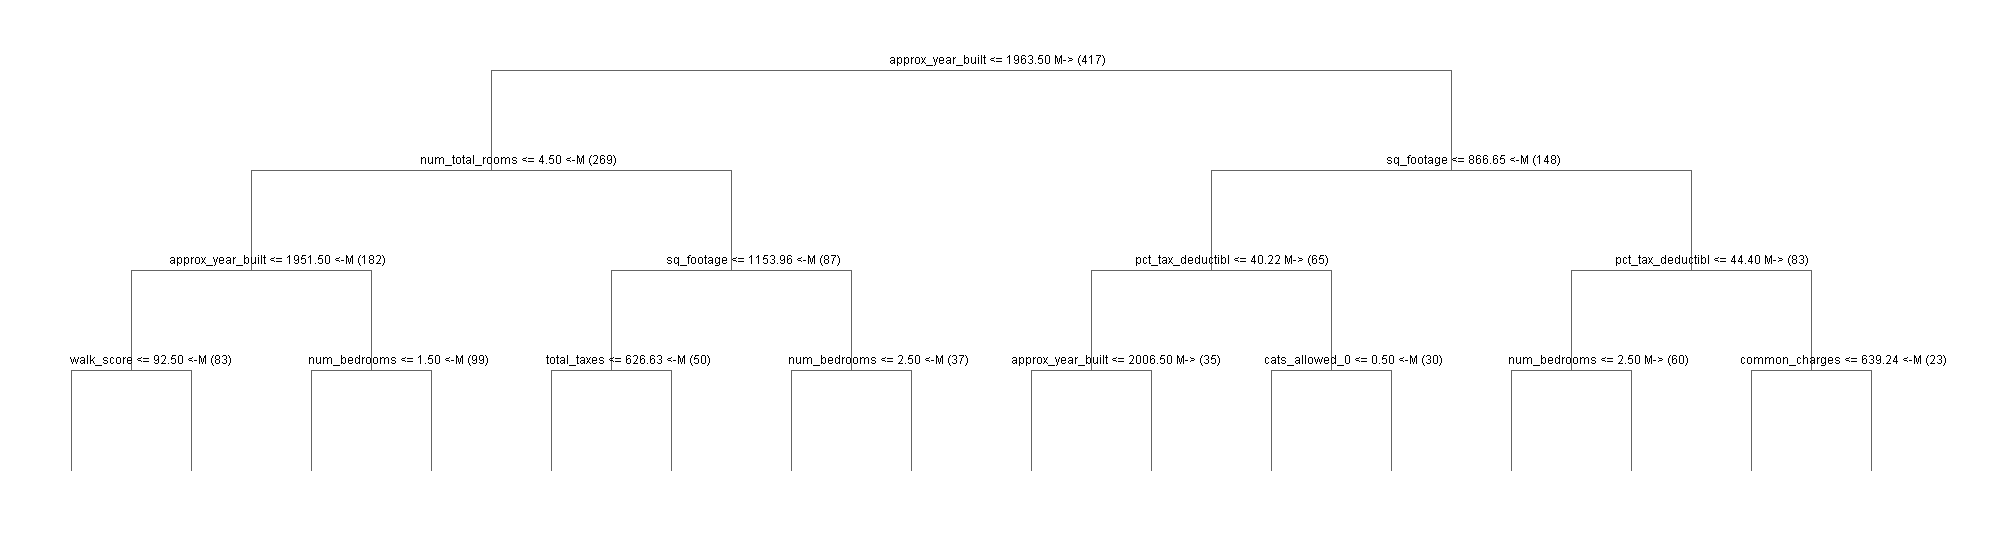 approx_year_built <= 1963.50 M-> (417)
num_total_rooms <= 4.50 <-M (269)
sq_footage <= 866.65 <-M (148)
approx_year_built <= 1951.50 <-M (182)
sq_footage <= 1153.96 <-M (87)
pct_tax_deductibl <= 40.22 M-> (65)
pct_tax_deductibl <= 44.40 M-> (83)
walk_score <= 92.50 <-M (83)
num_bedrooms <= 1.50 <-M (99)
total_taxes <= 626.63 <-M (50)
num_bedrooms <= 2.50 <-M (37)
approx_year_built <= 2006.50 M-> (35)
cats_allowed_0 <= 0.50 <-M (30)
num_bedrooms <= 2.50 M-> (60)
common_charges <= 639.24 <-M (23)